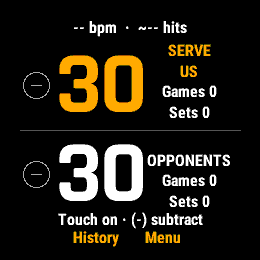 -- bpm · ~-- hits
30
SERVE
US
Games 0
Sets 0
30
OPPONENTS
Games 0
Sets 0
Touch on · (-) subtract
History Menu